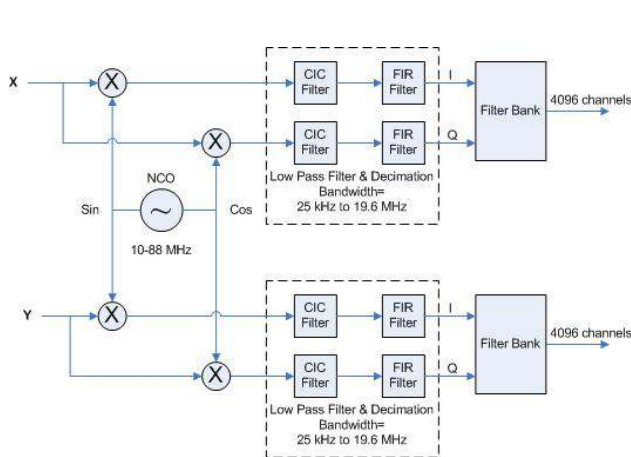 X
X
CIC
Filter
FIR
Filter
I
Filter Bank
4096 channels
X
CIC
Filter
FIR
Filter
Q
Low Pass Filter & Decimation
Bandwidth=
25 kHz to 19.6 MHz
NCO
Sin
~
Cos
10-88 MHz
Y
X
CIC
Filter
FIR
Filter
I
Filter Bank
4096 channels
X
CIC
Filter
FIR
Filter
Q
Low Pass Filter & Decimation
Bandwidth=
25 kHz to 19.6 MHz